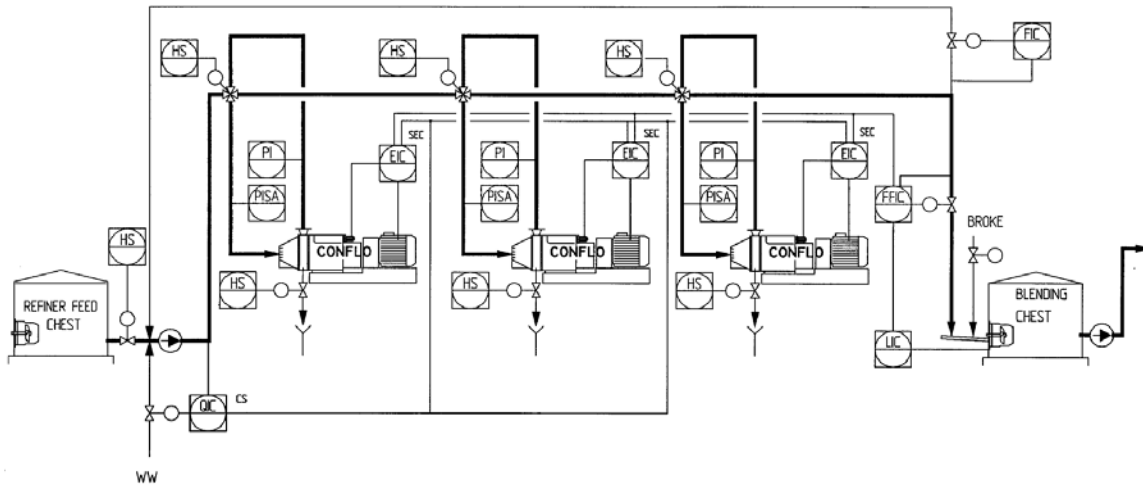 HS
HS
HS
FIC
SEC
SEC
SEC
PI
EIC
PI
EIC
PI
EIC
PISA
PISA
PISA
FFIC
BROKE
HS
CONFLO
CONFLO
CONFLO
HS
HS
HS
REFINER FEED
CHEST
BLENDING
CHEST
LIC
QIC
CS
WW